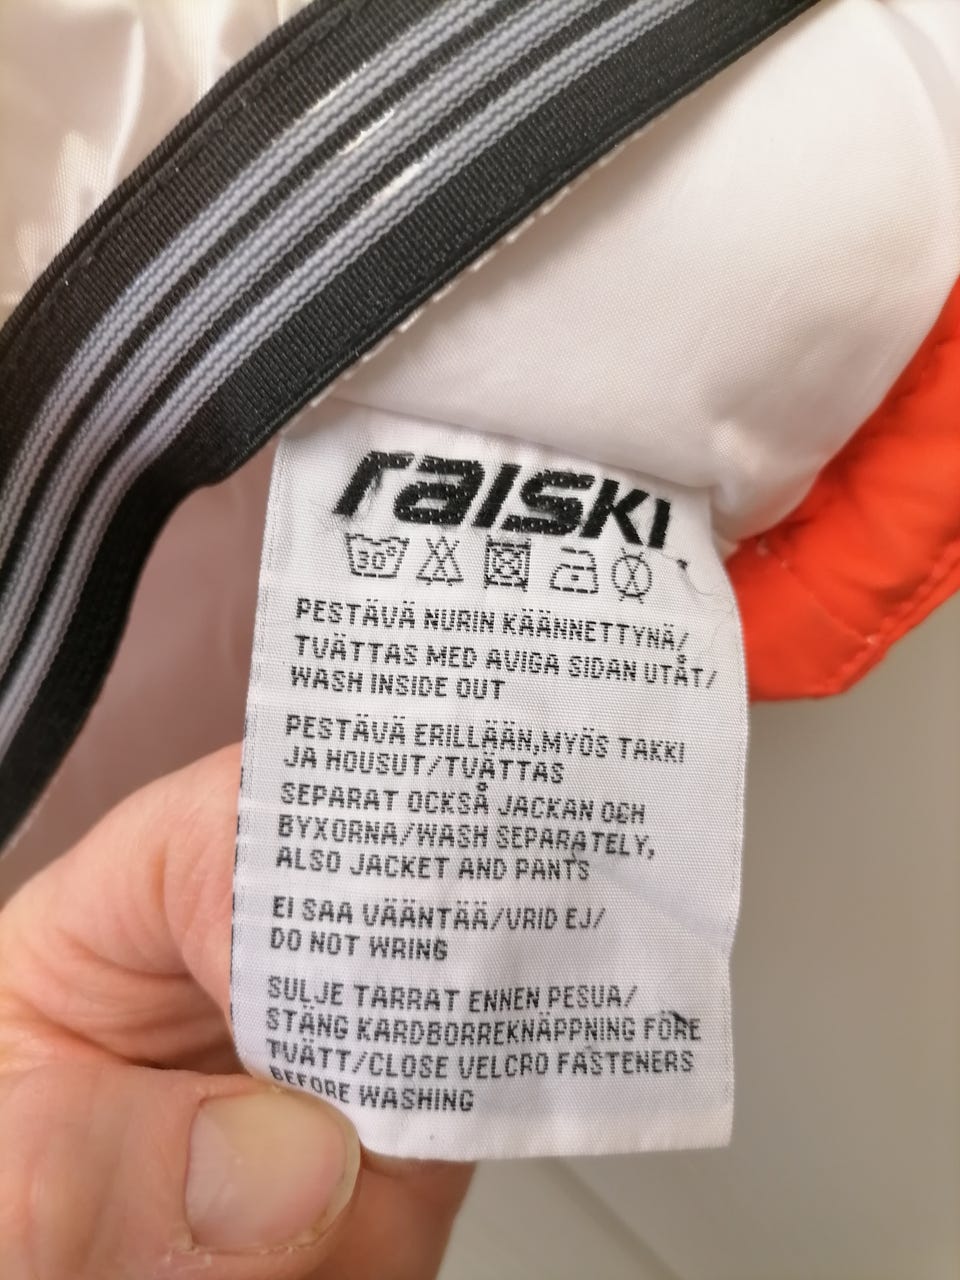 raiski
30°
PESTÄVÄ NURIN KÄÄNNETTYNÄ/
TVÄTTAS MED AVIGA SIDAN UTÅT/
WASH INSIDE OUT
PESTÄVÄ ERILLÄÄN,MYÖS TAKKI
JA HOUSUT/TVÄTTAS
SEPARAT OCKSÅ JACKAN OCH
BYXORNA/WASH SEPARATELY,
ALSO JACKET AND PANTS
EI SAA VÄÄNTÄÄ/VRID EJ/
DO NOT WRING
SULJE TARRAT ENNEN PESUA/
STÄNG KARDBORREKNÄPPNING FÖRE
TVÄTT/CLOSE VELCRO FASTENERS
BEFORE WASHING